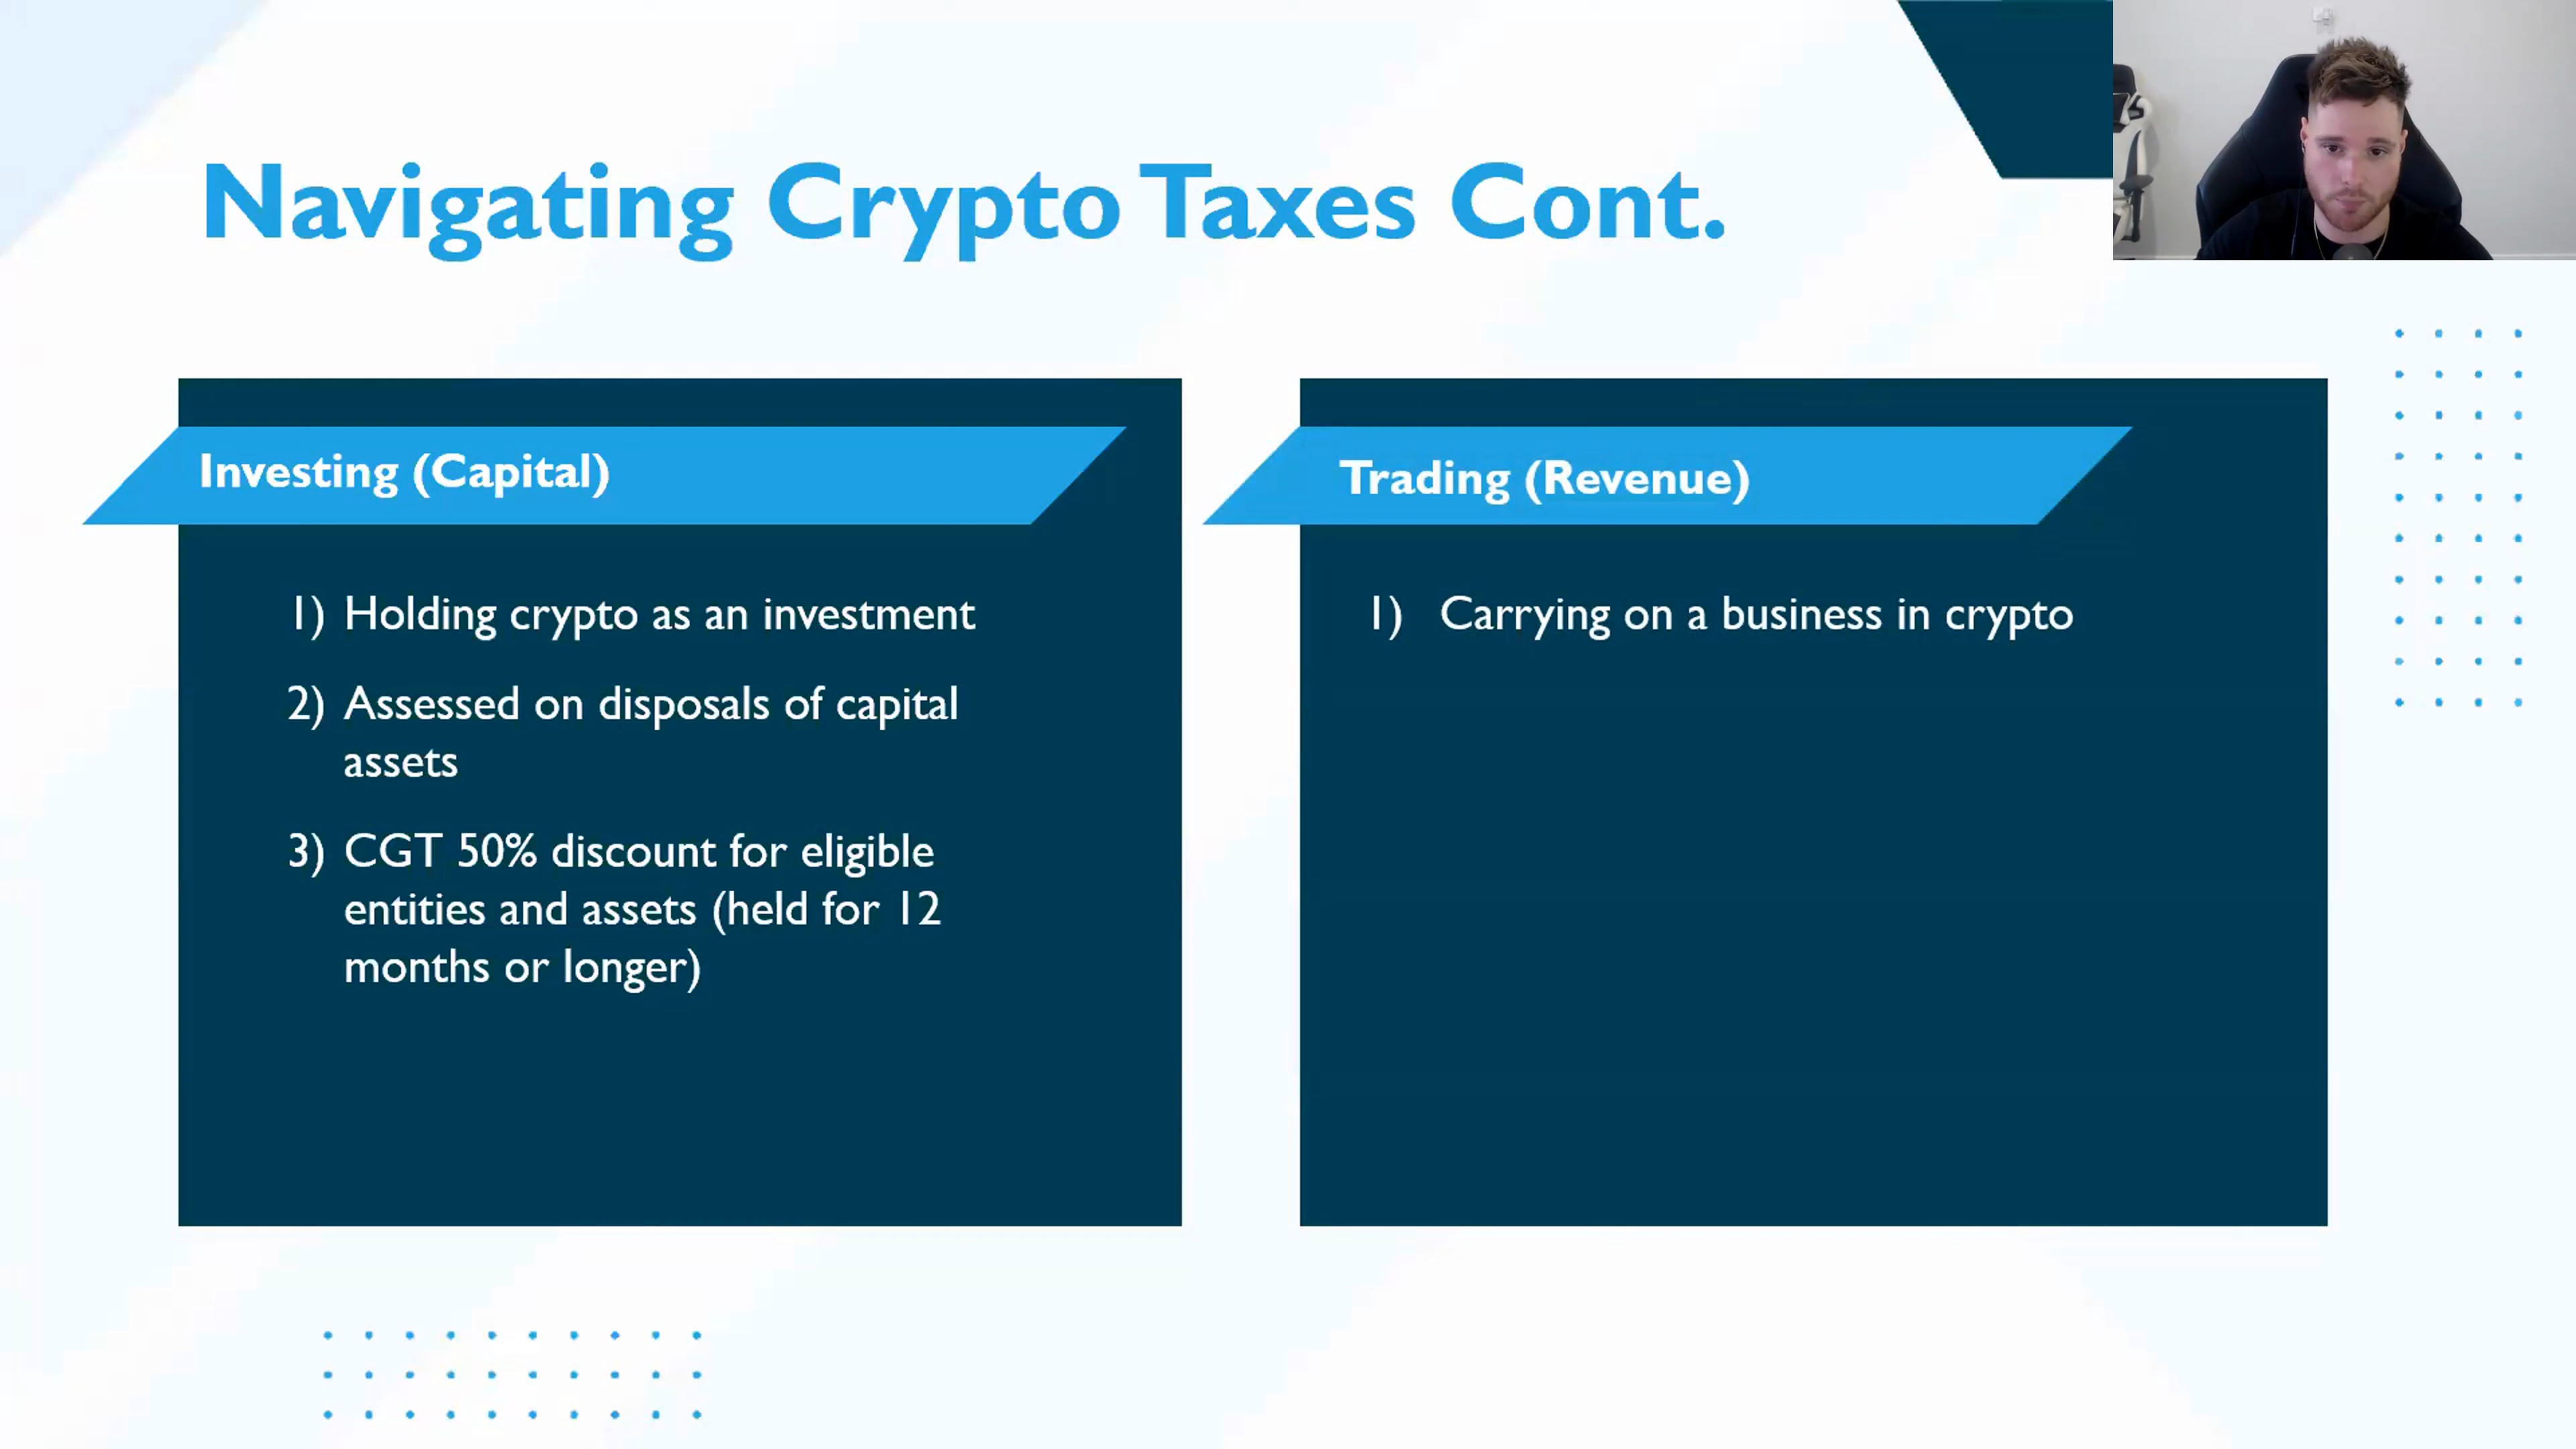 Navigating Crypto Taxes Cont.
Investing (Capital)
1) Holding crypto as an investment
2) Assessed on disposals of capital
assets
3) CGT 50% discount for eligible
entities and assets (held for 12
months or longer)
Trading (Revenue)
1) Carrying on a business in crypto